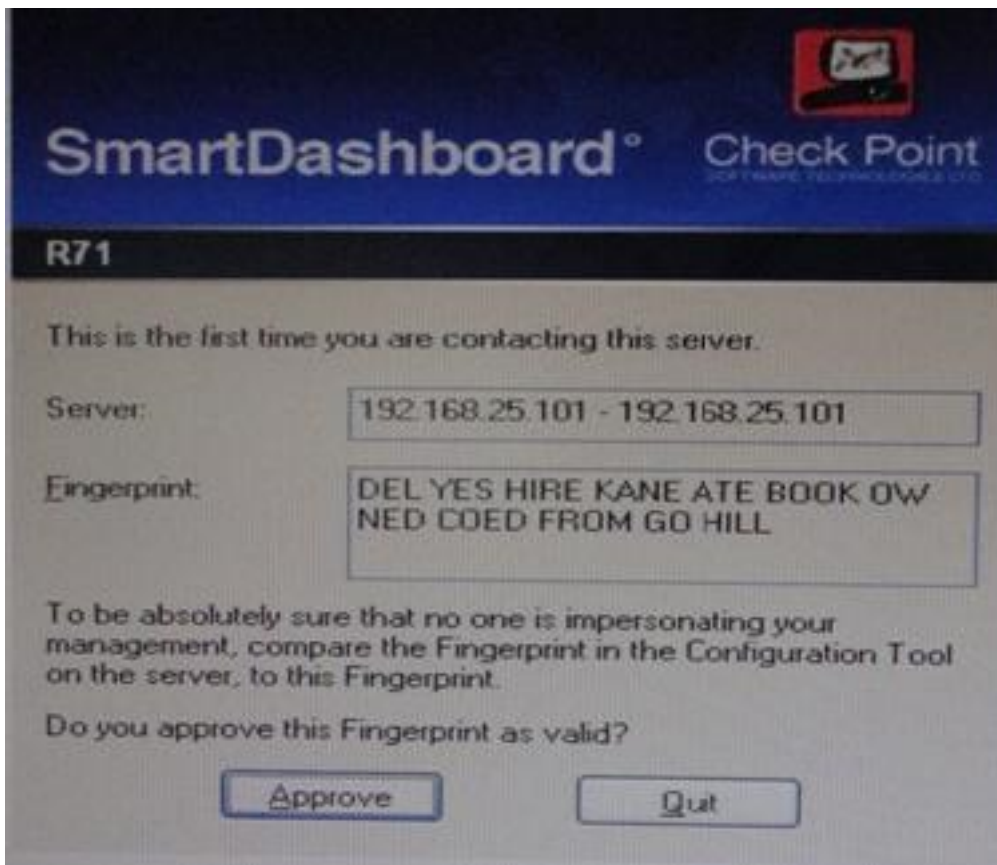 SmartDashboard°
Check Point
SOFTWARE TECHNOLOGIES LTD.
R71
This is the first time you are contacting this server.
Server: 192.168.25.101 - 192.168.25.101
Fingerprint: DEL YES HIRE KANE ATE BOOK OW
NED COED FROM GO HILL
To be absolutely sure that no one is impersonating your
management, compare the Fingerprint in the Configuration Tool
on the server, to this Fingerprint.
Do you approve this Fingerprint as valid?
Approve Quit